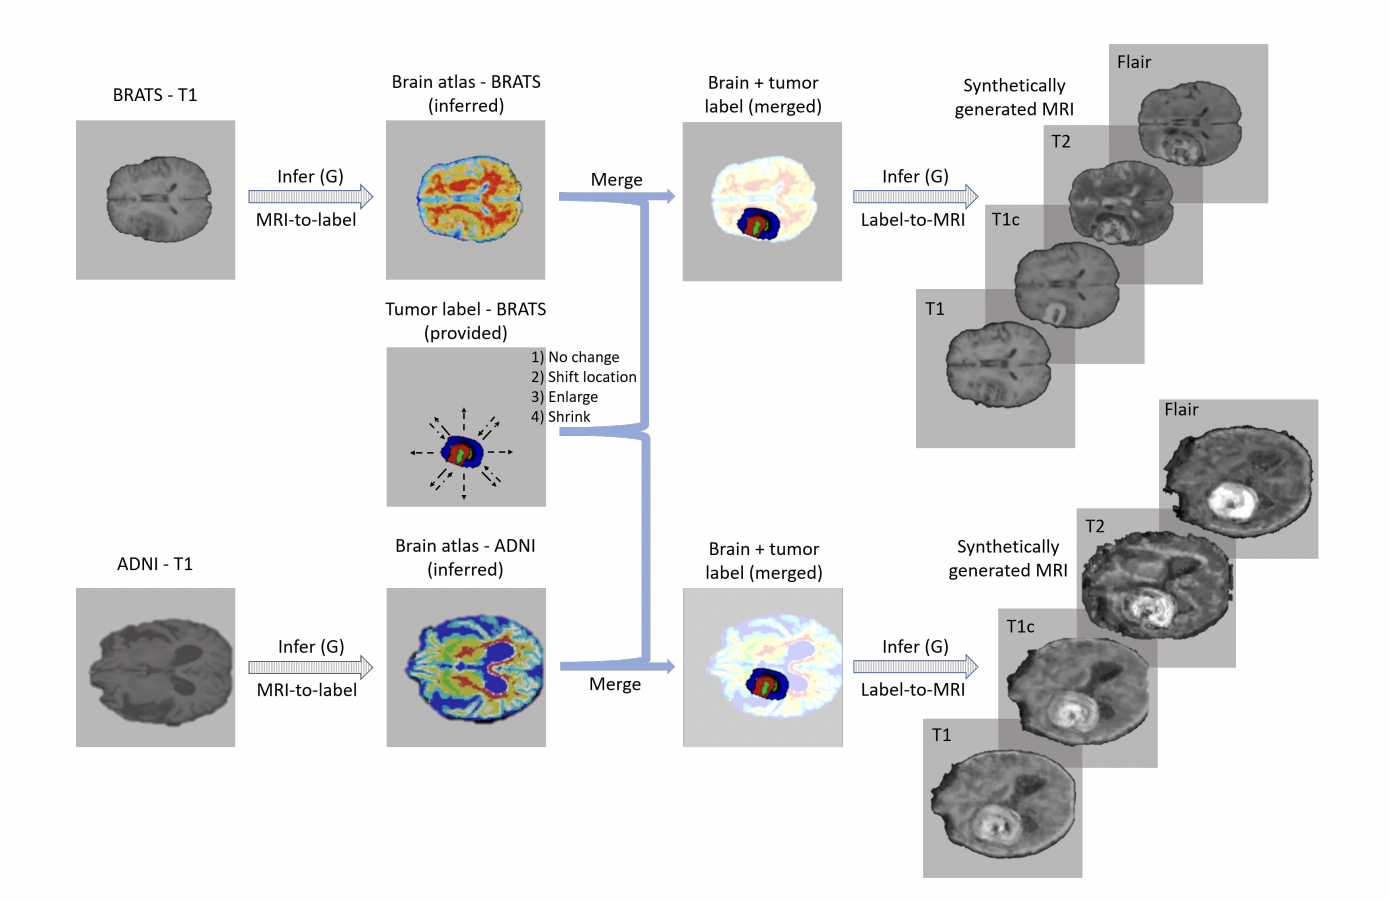 BRATS - T1
Infer (G)
MRI-to-label
Brain atlas - BRATS
(inferred)
Merge
Brain + tumor
label (merged)
Infer (G)
Label-to-MRI
Synthetically
generated MRI
Flair
T2
T1c
T1
Tumor label - BRATS
(provided)
1) No change
2) Shift location
3) Enlarge
4) Shrink
ADNI - T1
Infer (G)
MRI-to-label
Brain atlas - ADNI
(inferred)
Merge
Brain + tumor
label (merged)
Infer (G)
Label-to-MRI
Synthetically
generated MRI
Flair
T2
T1c
T1